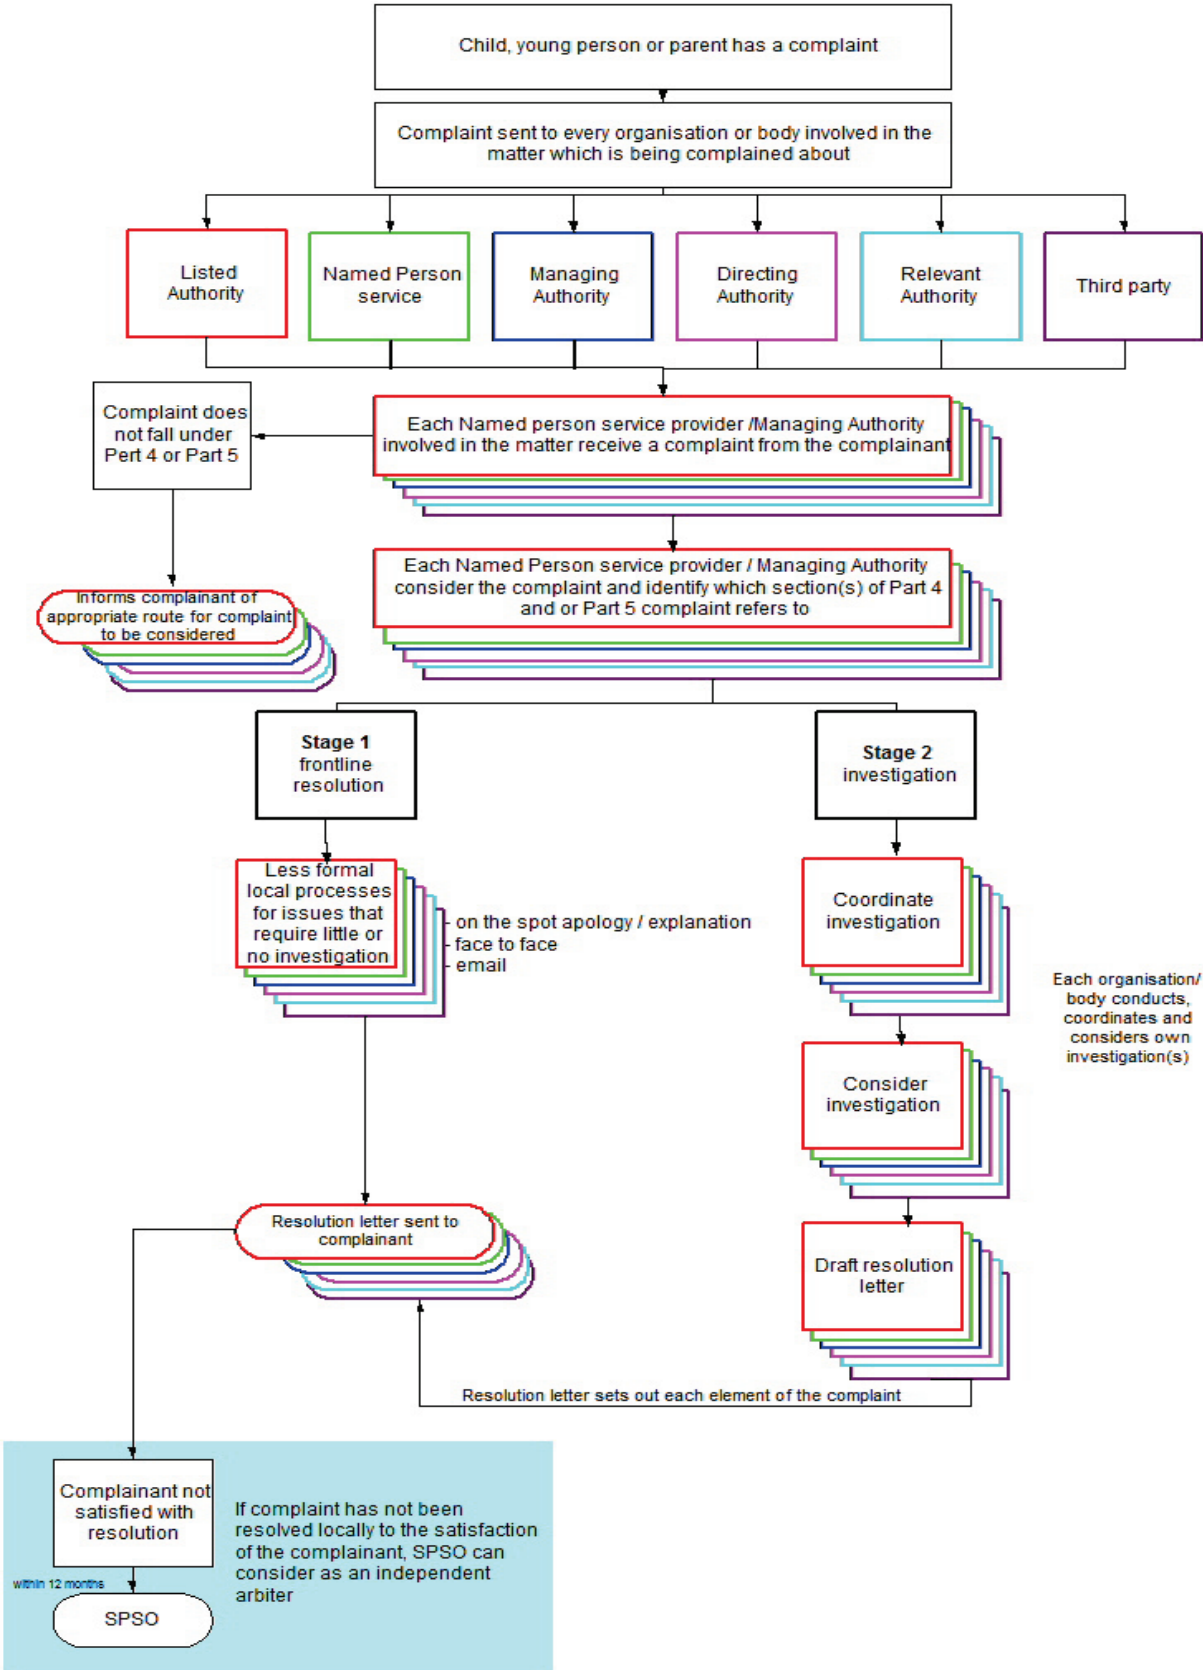 Child, young person or parent has a complaint
Complaint sent to every organisation or body involved in the
matter which is being complained about
Listed
Authority
Named Person
service
Managing
Authority
Directing
Authority
Relevant
Authority
Third party
Complaint does
not fall under
Pert 4 or Part 5
Each Named person service provider /Managing Authority
involved in the matter receive a complaint from the complainant
Each Named Person service provider / Managing Authority
consider the complaint and identify which section(s) of Part 4
and or Part 5 complaint refers to
Informs complainant of
appropriate route for complaint
to be considered
Stage 1
frontline
resolution
Stage 2
investigation
Less formal
local processes
for issues that
require little or
no investigation
- on the spot apology / explanation
- face to face
- email
Coordinate
investigation
Each organisation/
body conducts,
coordinates and
considers own
investigation(s)
Consider
investigation
Resolution letter sent to
complainant
Draft resolution
letter
Resolution letter sets out each element of the complaint
Complainant not
satisfied with
resolution
If complaint has not been
resolved locally to the satisfaction
of the complainant, SPSO can
consider as an independent
arbiter
within 12 months
SPSO